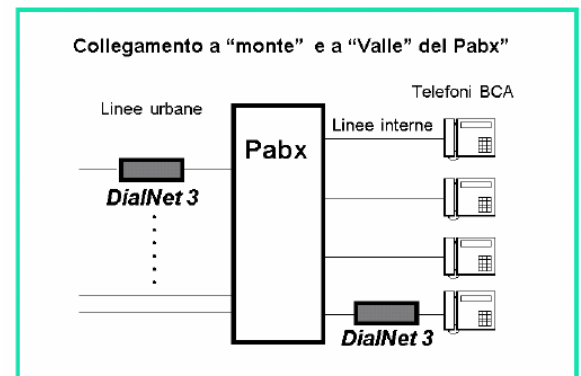 Collegamento a “monte” e a “Valle” del Pabx”
Telefoni BCA
Linee urbane
Linee interne
Pabx
DialNet 3
DialNet 3